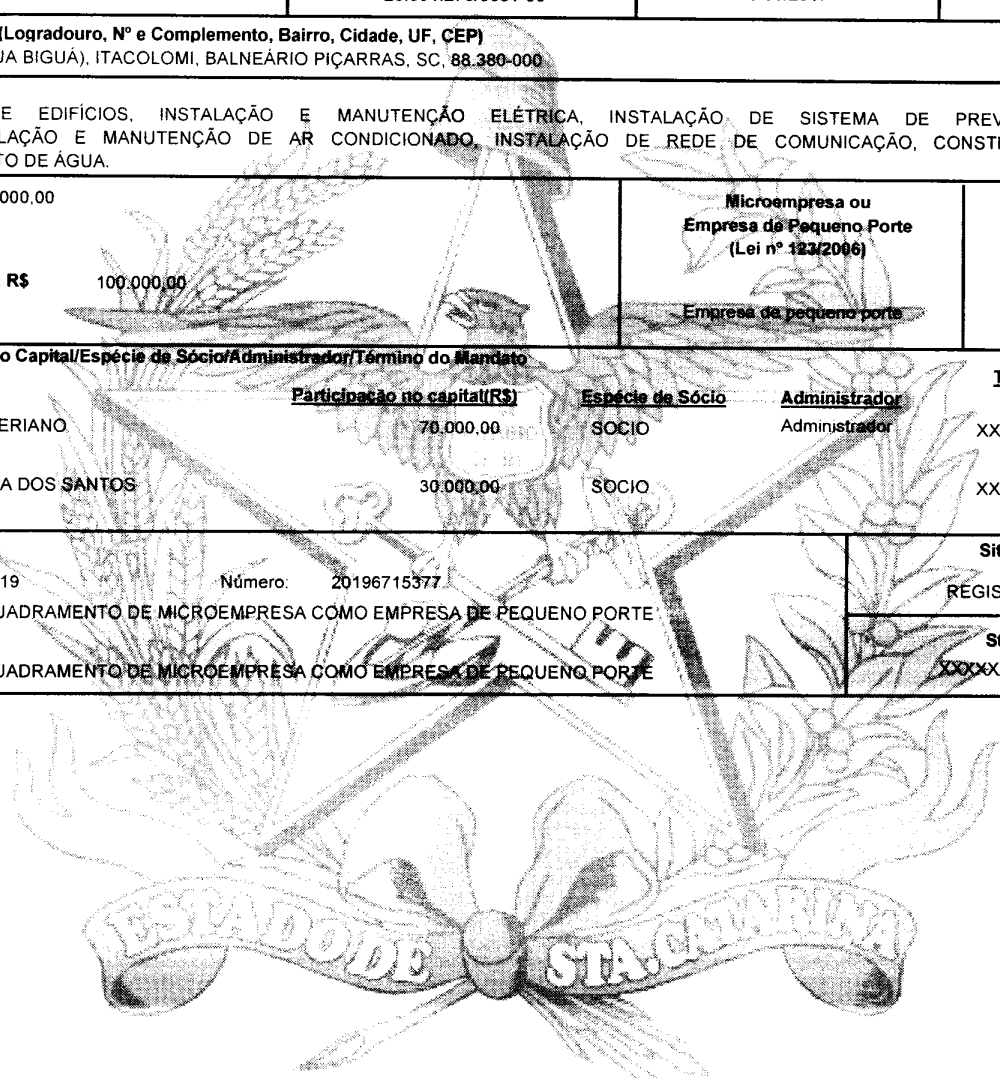 (Logradouro, Nº e Complemento, Bairro, Cidade, UF, CEP)
UA BIGUÁ), ITACOLOMI, BALNEÁRIO PIÇARRAS, SC, 88.380-000
E EDIFÍCIOS, INSTALAÇÃO E MANUTENÇÃO ELÉTRICA, INSTALAÇÃO DE SISTEMA DE PREV
LAÇÃO E MANUTENÇÃO DE AR CONDICIONADO, INSTALAÇÃO DE REDE DE COMUNICAÇÃO, CONST
TO DE ÁGUA.
000,00
Microempresa ou
Empresa de Pequeno Porte
(Lei nº 123/2006)
R$ 100.000,00
Empresa de pequeno porte
o Capital/Espécie de Sócio/Administrador/Término do Mandato
Participação no capital(R$) Espécie de Sócio Administrador
ERIANO 70.000,00 SOCIO Administrador XX
A DOS SANTOS 30.000,00 SOCIO XX
Sit
19 Número: 20196715377
REGIS
UADRAMENTO DE MICROEMPRESA COMO EMPRESA DE PEQUENO PORTE
St
UADRAMENTO DE MICROEMPRESA COMO EMPRESA DE PEQUENO PORTE XXXXX
ESTADO DE STA.CATARINA